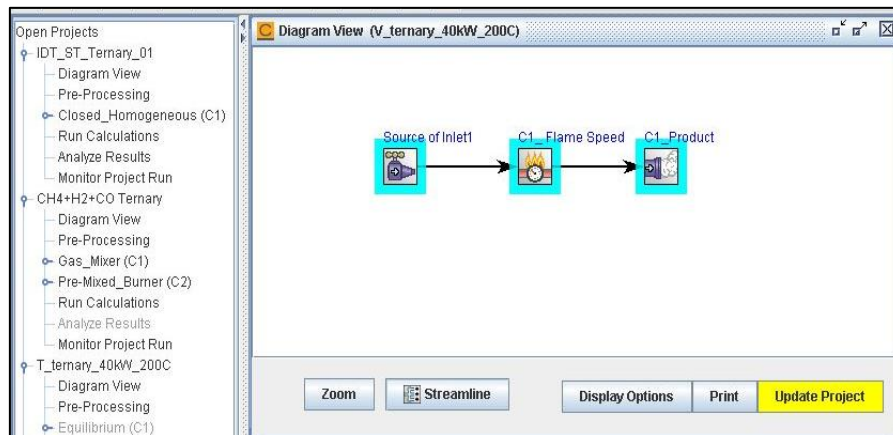 Open Projects
IDT_ST_Ternary_01
Diagram View
Pre-Processing
Closed_Homogeneous (C1)
Run Calculations
Analyze Results
Monitor Project Run
CH4+H2+CO Ternary
Diagram View
Pre-Processing
Gas_Mixer (C1)
Pre-Mixed_Burner (C2)
Run Calculations
Analyze Results
Monitor Project Run
T_ternary_40kW_200C
Diagram View
Pre-Processing
Equilibrium (C1)
C Diagram View (V_ternary_40kW_200C)
Source of Inlet1 C1_ Flame Speed C1_Product
Zoom Streamline Display Options Print Update Project